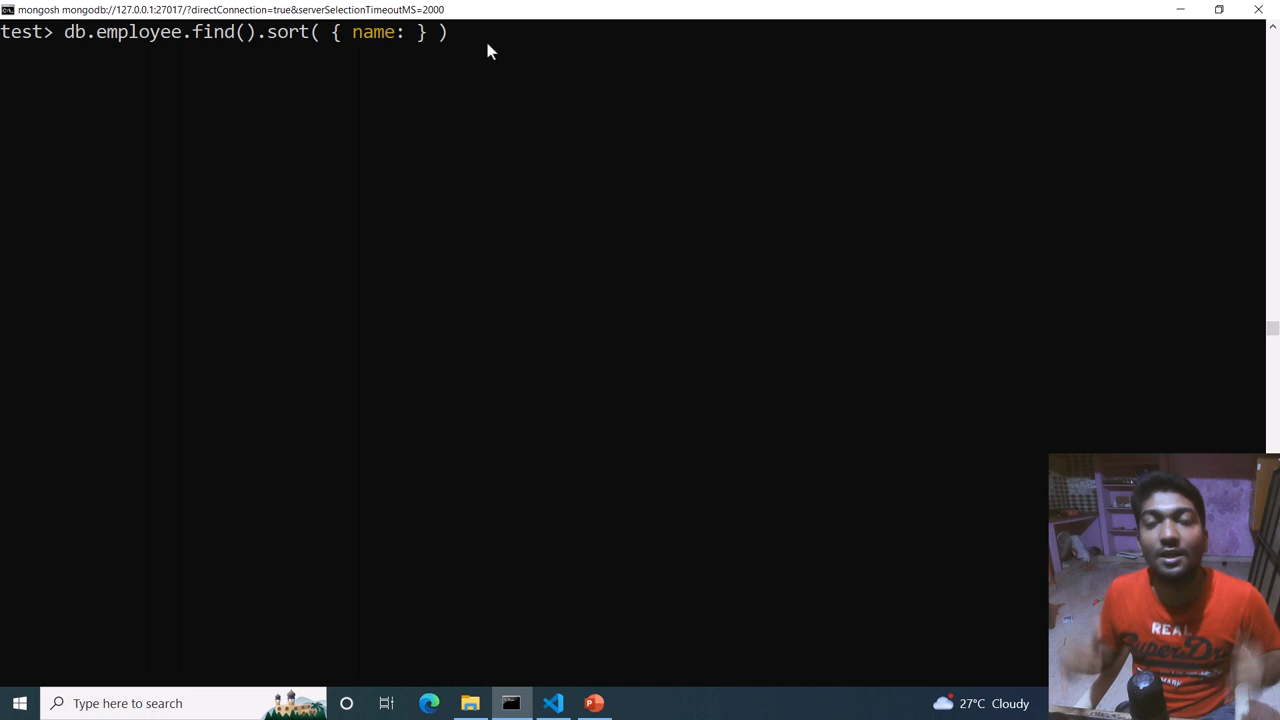 mongosh mongodb://127.0.0.1:27017/?directConnection=true&serverSelectionTimeoutMS=2000
test> db.employee.find().sort( { name: } )
REAL
SuperDry
Type here to search
27°C Cloudy